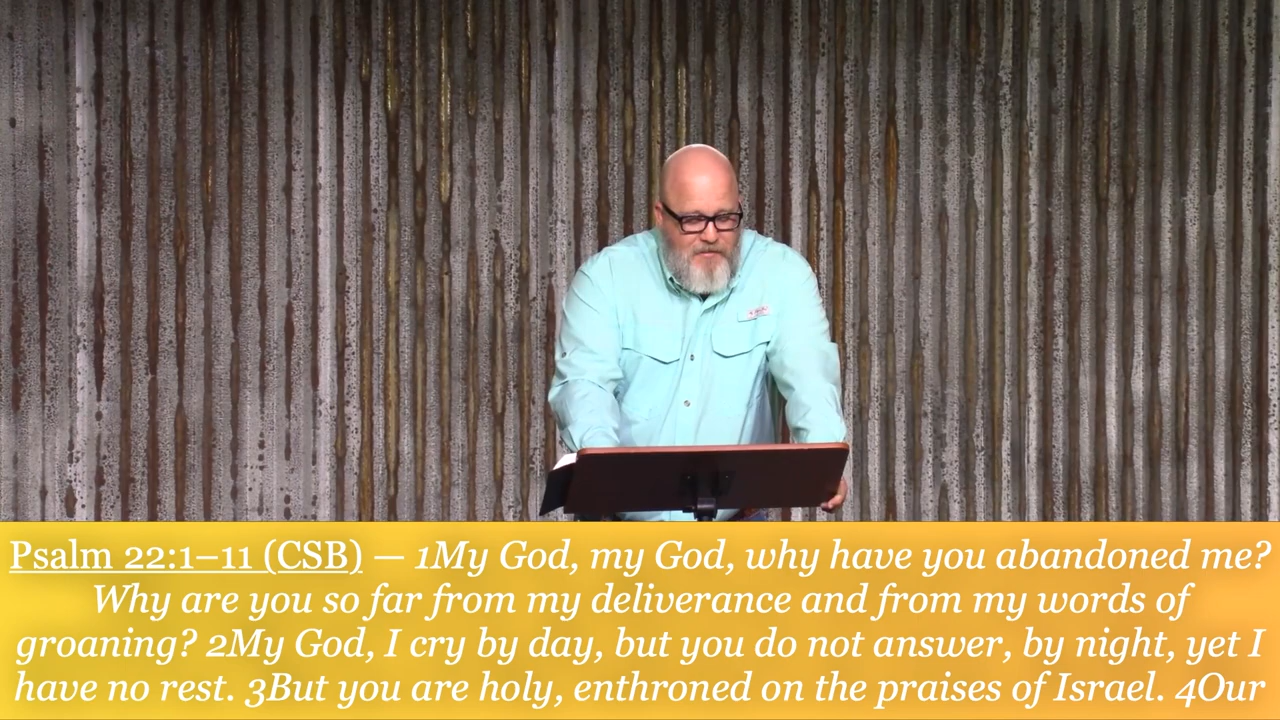 Psalm 22:1–11 (CSB) — 1My God, my God, why have you abandoned me?
Why are you so far from my deliverance and from my words of
groaning? 2My God, I cry by day, but you do not answer, by night, yet I
have no rest. 3But you are holy, enthroned on the praises of Israel. 4Our